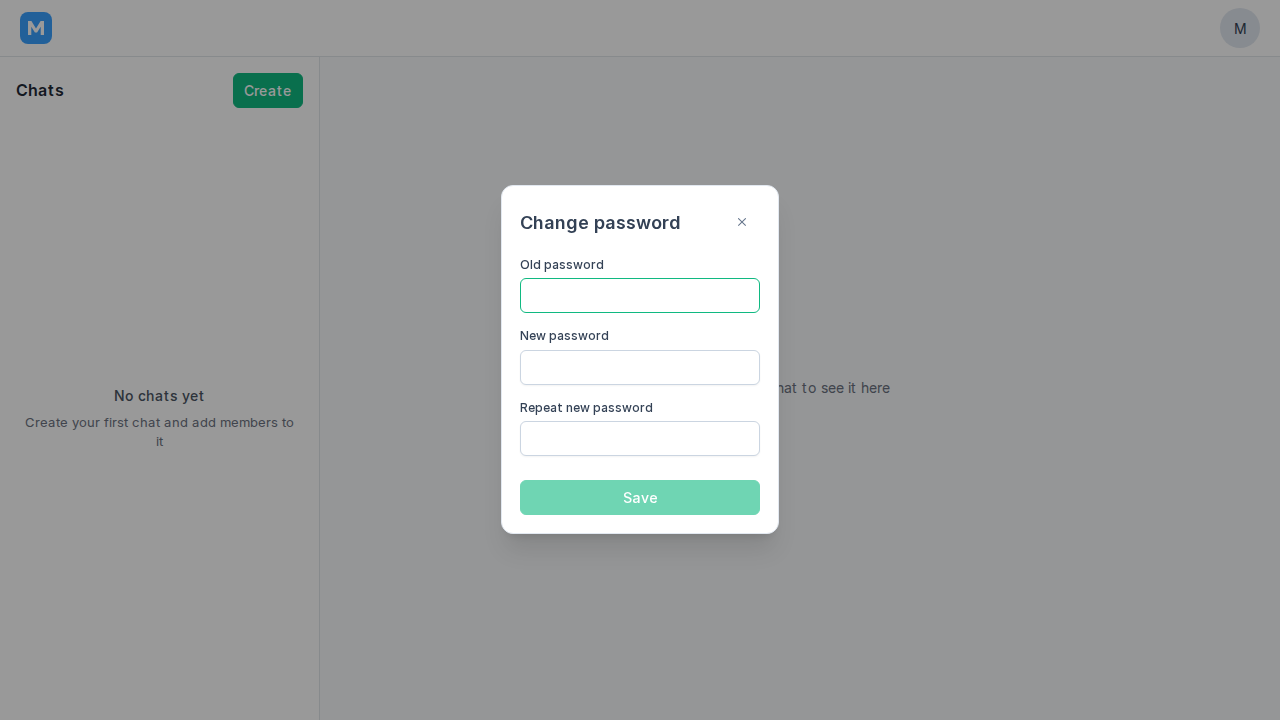 M
M
Chats
Create
Change password
Old password
New password
No chats yet
hat to see it here
Create your first chat and add members to
it
Repeat new password
Save